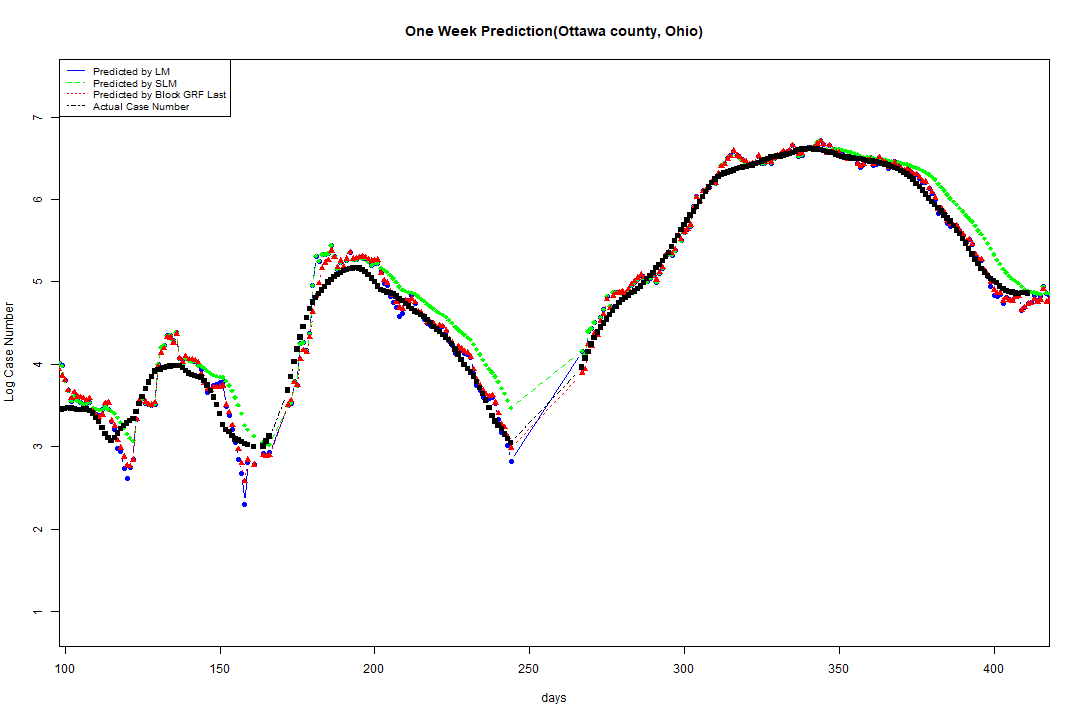 One Week Prediction(Ottawa county, Ohio)
Predicted by LM
Predicted by SLM
Predicted by Block GRF Last
Actual Case Number
7
6
5
4
3
2
1
Log Case Number
100 150 200 250 300 350 400
days